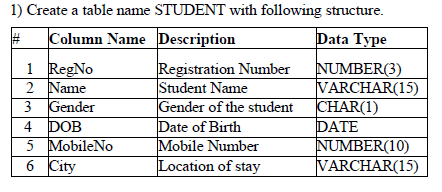 1) Create a table name STUDENT with following structure.
# Column Name Description Data Type
1 RegNo Registration Number NUMBER(3)
2 Name Student Name VARCHAR(15)
3 Gender Gender of the student CHAR(1)
4 DOB Date of Birth DATE
5 MobileNo Mobile Number NUMBER(10)
6 City Location of stay VARCHAR(15)